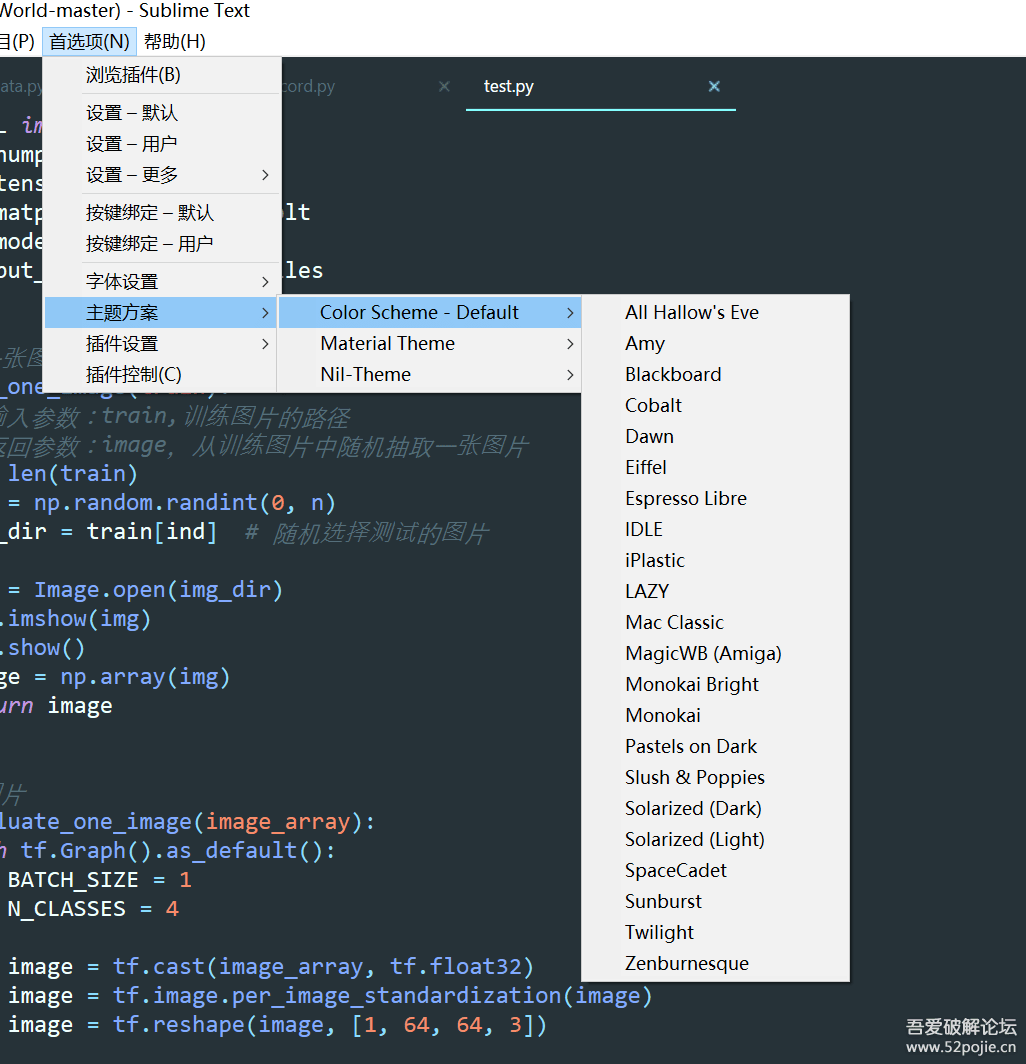 World-master) - Sublime Text
目(P) 首选项(N) 帮助(H)
浏览插件(B)
设置 – 默认
设置 – 用户
设置 – 更多
按键绑定 – 默认
按键绑定 – 用户
字体设置
主题方案
插件设置
插件控制(C)
Color Scheme - Default
Material Theme
Nil-Theme
All Hallow's Eve
Amy
Blackboard
Cobalt
Dawn
Eiffel
Espresso Libre
IDLE
iPlastic
LAZY
Mac Classic
MagicWB (Amiga)
Monokai Bright
Monokai
Pastels on Dark
Slush & Poppies
Solarized (Dark)
Solarized (Light)
SpaceCadet
Sunburst
Twilight
Zenburnesque
ata.py cord.py × test.py ×
im
nump
tens
matp lt
mode
put_ les
张图
_one_
输入参数：train,训练图片的路径
返回参数：image, 从训练图片中随机抽取一张图片
len(train)
= np.random.randint(0, n)
_dir = train[ind] # 随机选择测试的图片
= Image.open(img_dir)
.imshow(img)
.show()
ge = np.array(img)
urn image
片
luate_one_image(image_array):
h tf.Graph().as_default():
BATCH_SIZE = 1
N_CLASSES = 4
image = tf.cast(image_array, tf.float32)
image = tf.image.per_image_standardization(image)
image = tf.reshape(image, [1, 64, 64, 3])
吾爱破解论坛
www.52pojie.cn